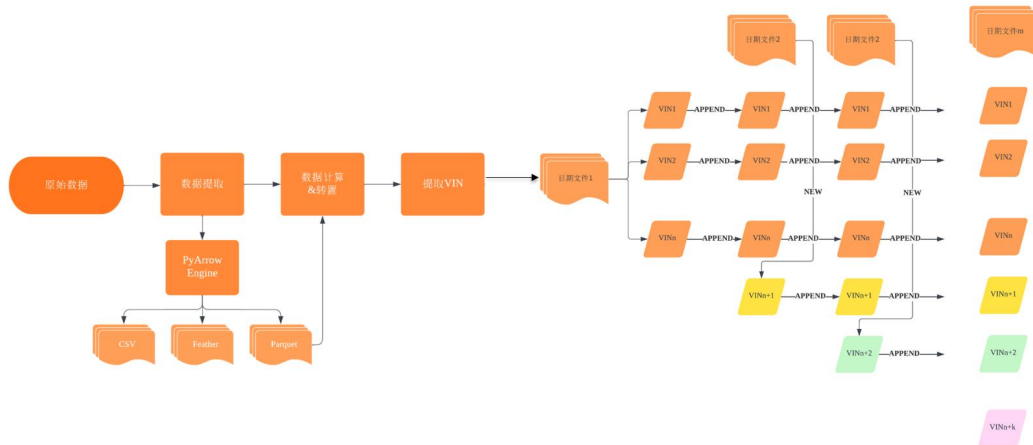 日期文件2
日期文件2
日期文件m
VIN1
APPEND
VIN1
APPEND
VIN1
APPEND
VIN1
原始数据
数据提取
数据计算
&转置
提取VIN
日期文件1
VIN2
APPEND
VIN2
APPEND
VIN2
APPEND
VIN2
NEW
NEW
VINn
APPEND
VINn
APPEND
VINn
APPEND
VINn
PyArrow
Engine
VINn+1
APPEND
VINn+1
APPEND
VINn+1
CSV
Feather
Parquet
VINn+2
APPEND
VINn+2
VINn+k